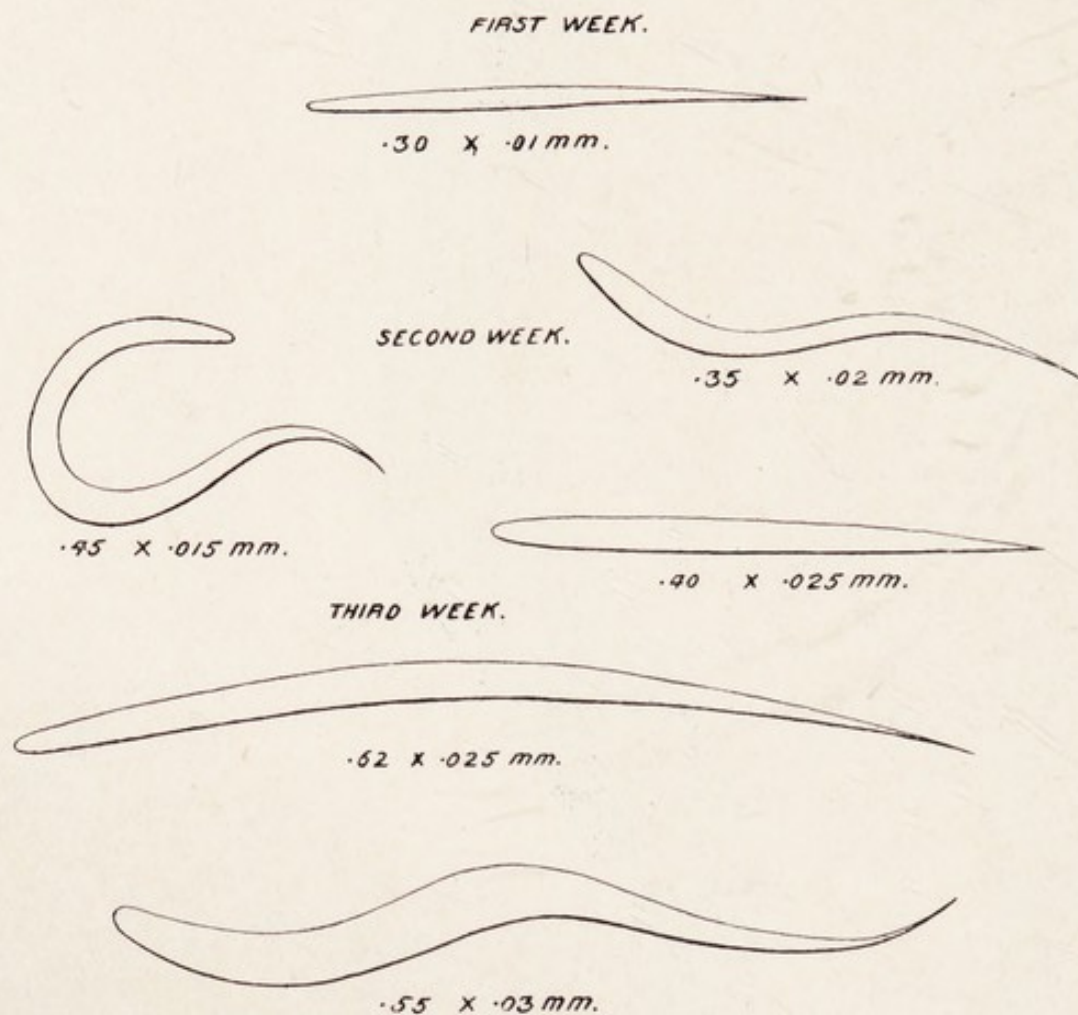 FIRST WEEK.
·30 x ·01 mm.
SECOND WEEK.
·35 x ·02 mm.
·45 x ·015 mm.
·40 x ·025 mm.
THIRD WEEK.
·62 x ·025 mm.
·55 x ·03 mm.